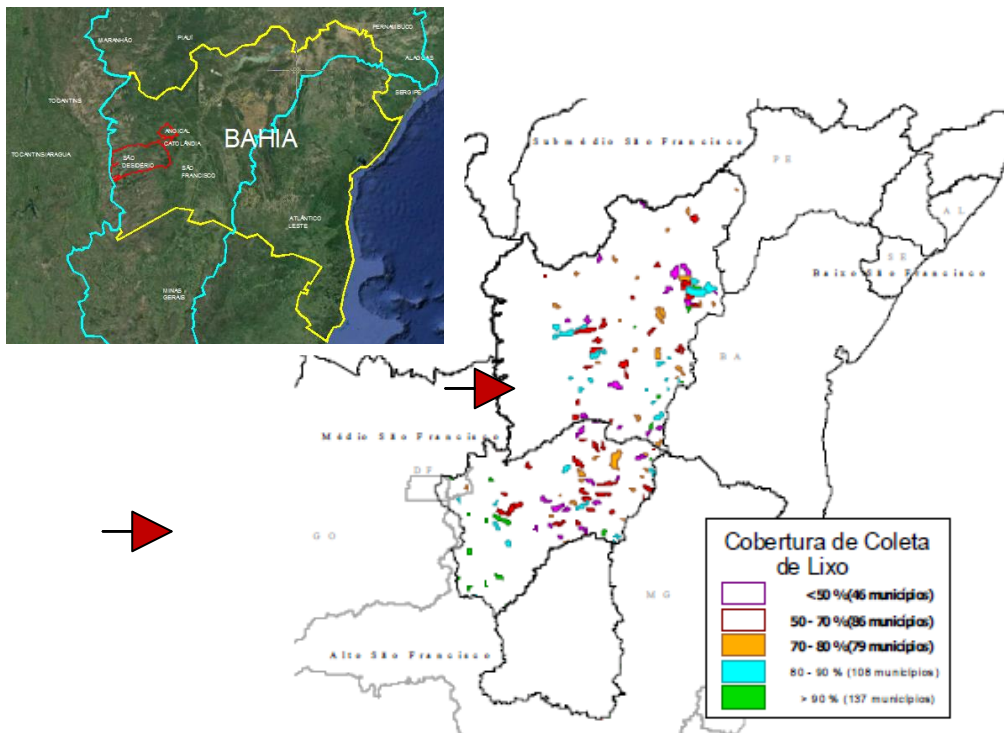 MARANHÃO
PIAUÍ
PERNAMBUCO
ALAGOAS
SERGIPE
TOCANTINS
BAHIA
ANGICAL
CATOLÂNDIA
TOCANTINS/ARAGUAIA
SÃO
DESIDÉRIO
SÃO
FRANCISCO
ATLÂNTICO
LESTE
MINAS
GERAIS
Submédio São Francisco
PE
AL
SE
Baixo São Francisco
BA
Médio São Francisco
DF
GO
MG
Alto São Francisco
Cobertura de Coleta
de Lixo
<50 % (46 municípios)
50 - 70 % (86 municípios)
70 - 80 % (79 municípios)
80 - 90 % (108 municípios)
> 90 % (137 municípios)